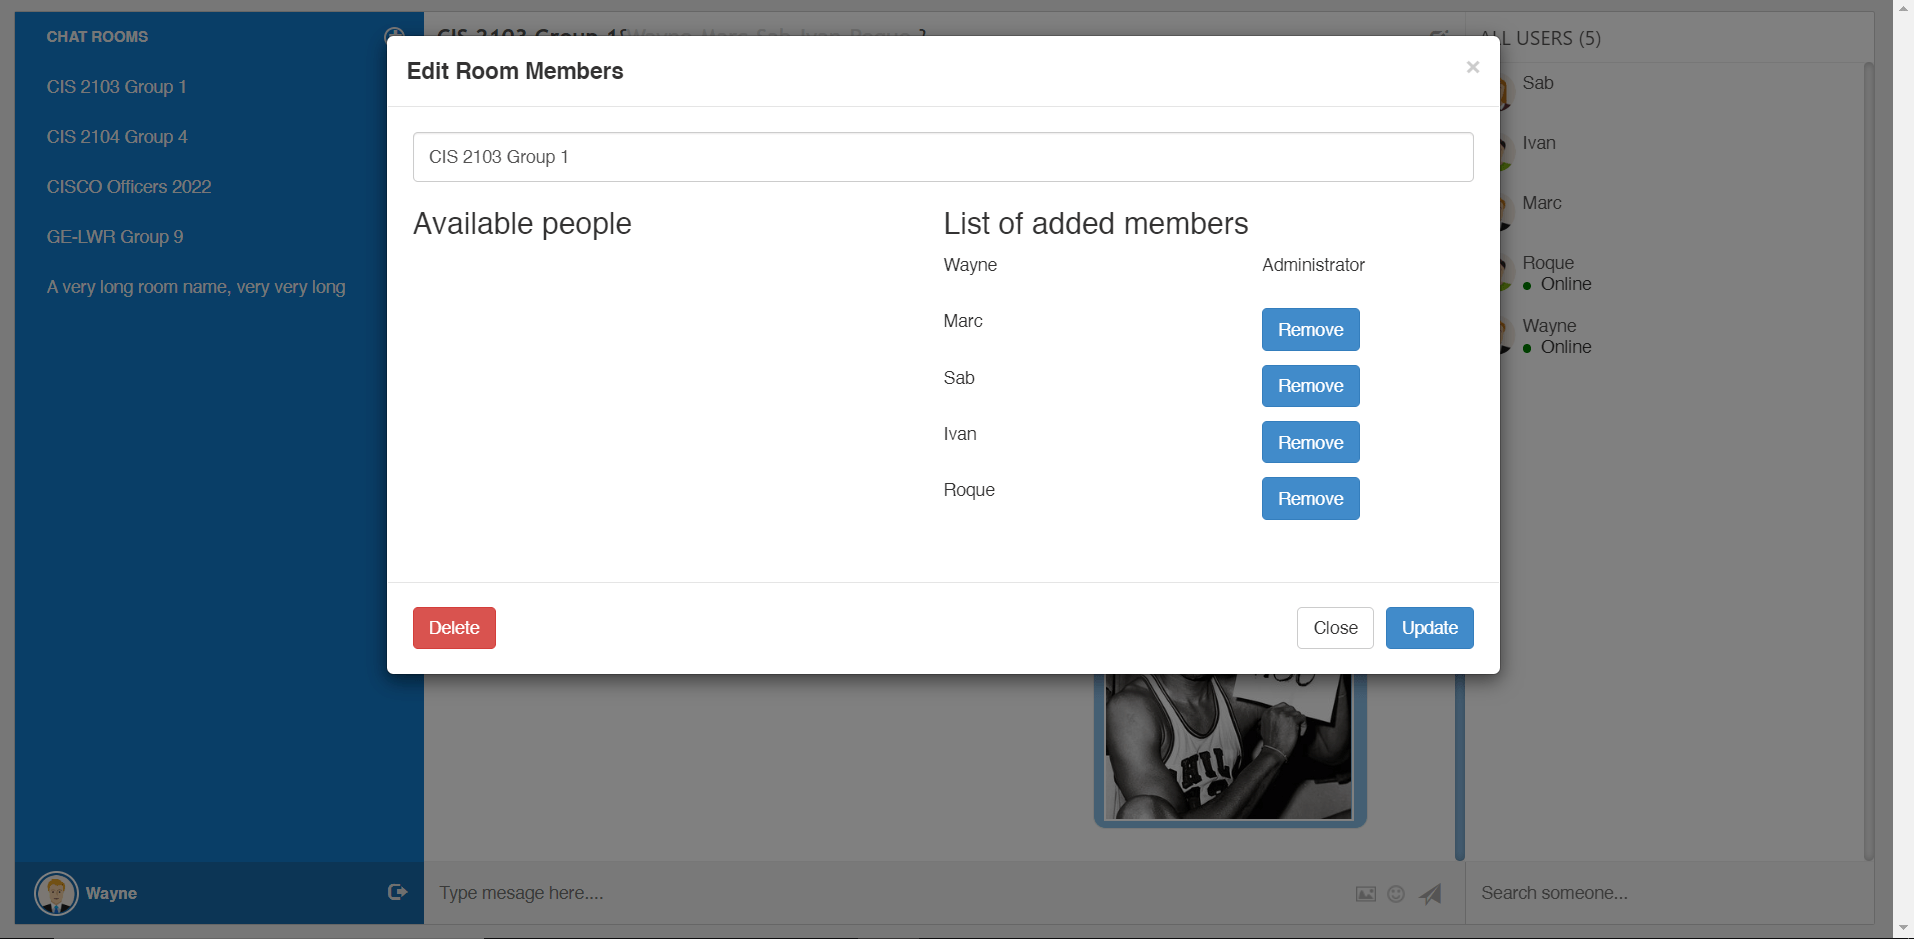 CHAT ROOMS
CIS 2103 Group 1
CIS 2104 Group 4
CISCO Officers 2022
GE-LWR Group 9
A very long room name, very very long
Wayne
CIS 2103 Group 1
Edit Room Members
×
CIS 2103 Group 1
Available people
List of added members
Wayne Administrator
Marc Remove
Sab Remove
Ivan Remove
Roque Remove
Delete
Close Update
HIL
Type mesage here....
ALL USERS (5)
Sab
Ivan
Marc
Roque
Online
Wayne
Online
Search someone...